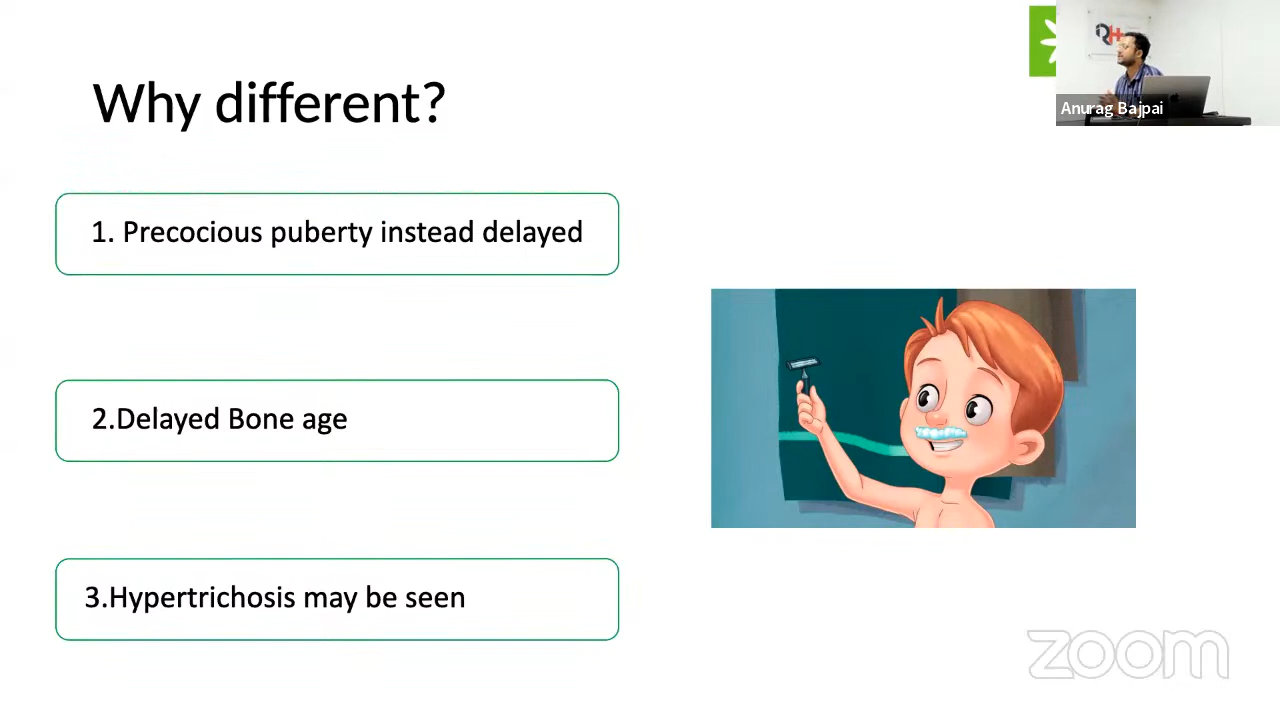 Why different?
1. Precocious puberty instead delayed
2.Delayed Bone age
3.Hypertrichosis may be seen
Anurag Bajpai
zoom